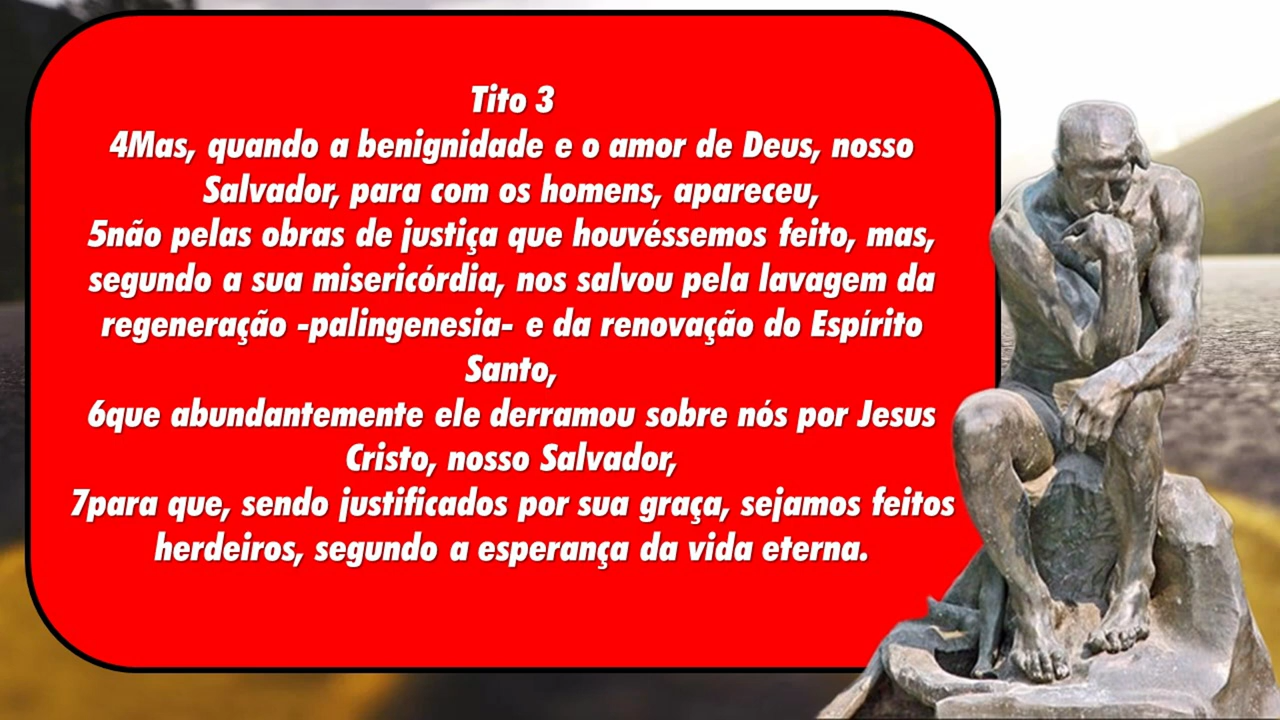 Tito 3
4Mas, quando a benignidade e o amor de Deus, nosso
Salvador, para com os homens, apareceu,
5não pelas obras de justiça que houvéssemos feito, mas,
segundo a sua misericórdia, nos salvou pela lavagem da
regeneração -palingenesia- e da renovação do Espírito
Santo,
6que abundantemente ele derramou sobre nós por Jesus
Cristo, nosso Salvador,
7para que, sendo justificados por sua graça, sejamos feitos
herdeiros, segundo a esperança da vida eterna.